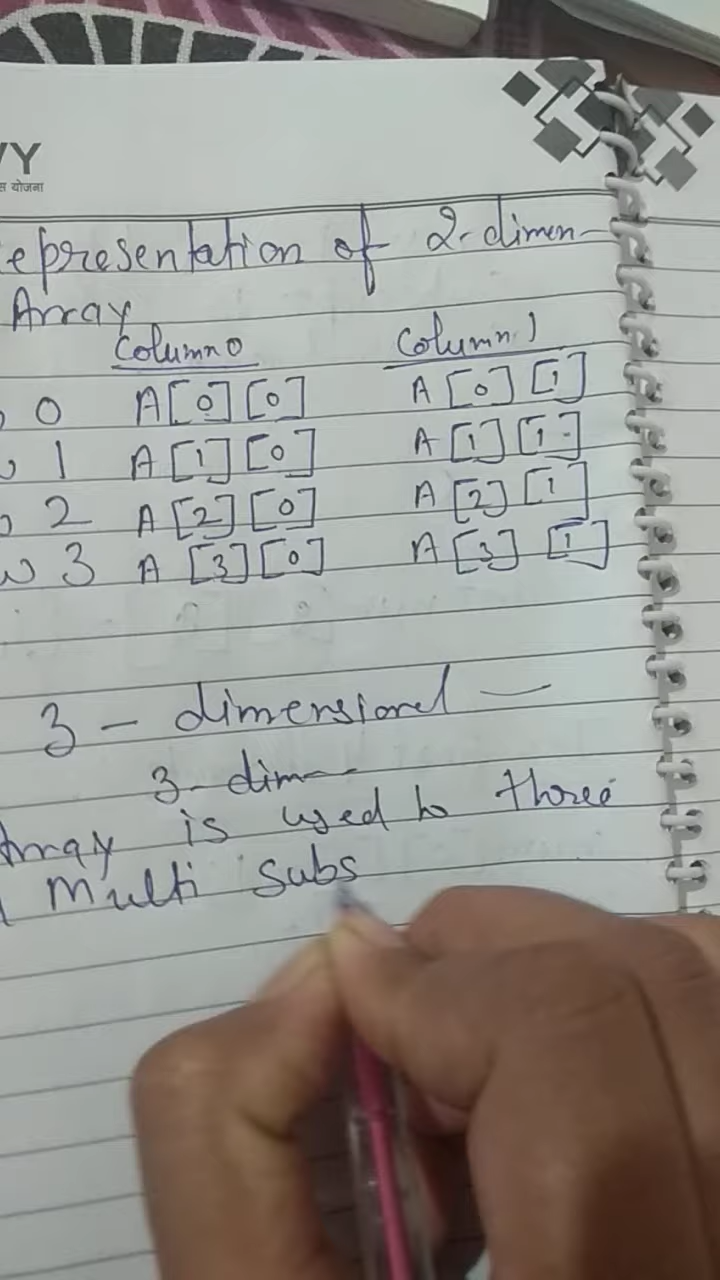 VY
योजना
epresentation of 2-dimen-
Array
Column 0 Column 1
0 A[0][0] A[0][1]
w 1 A[1][0] A[1][1]
2 A[2][0] A[2][1]
w 3 A[3][0] A[3][1]
3 - dimensional —
3-dim
Array is used to three
Multi subs